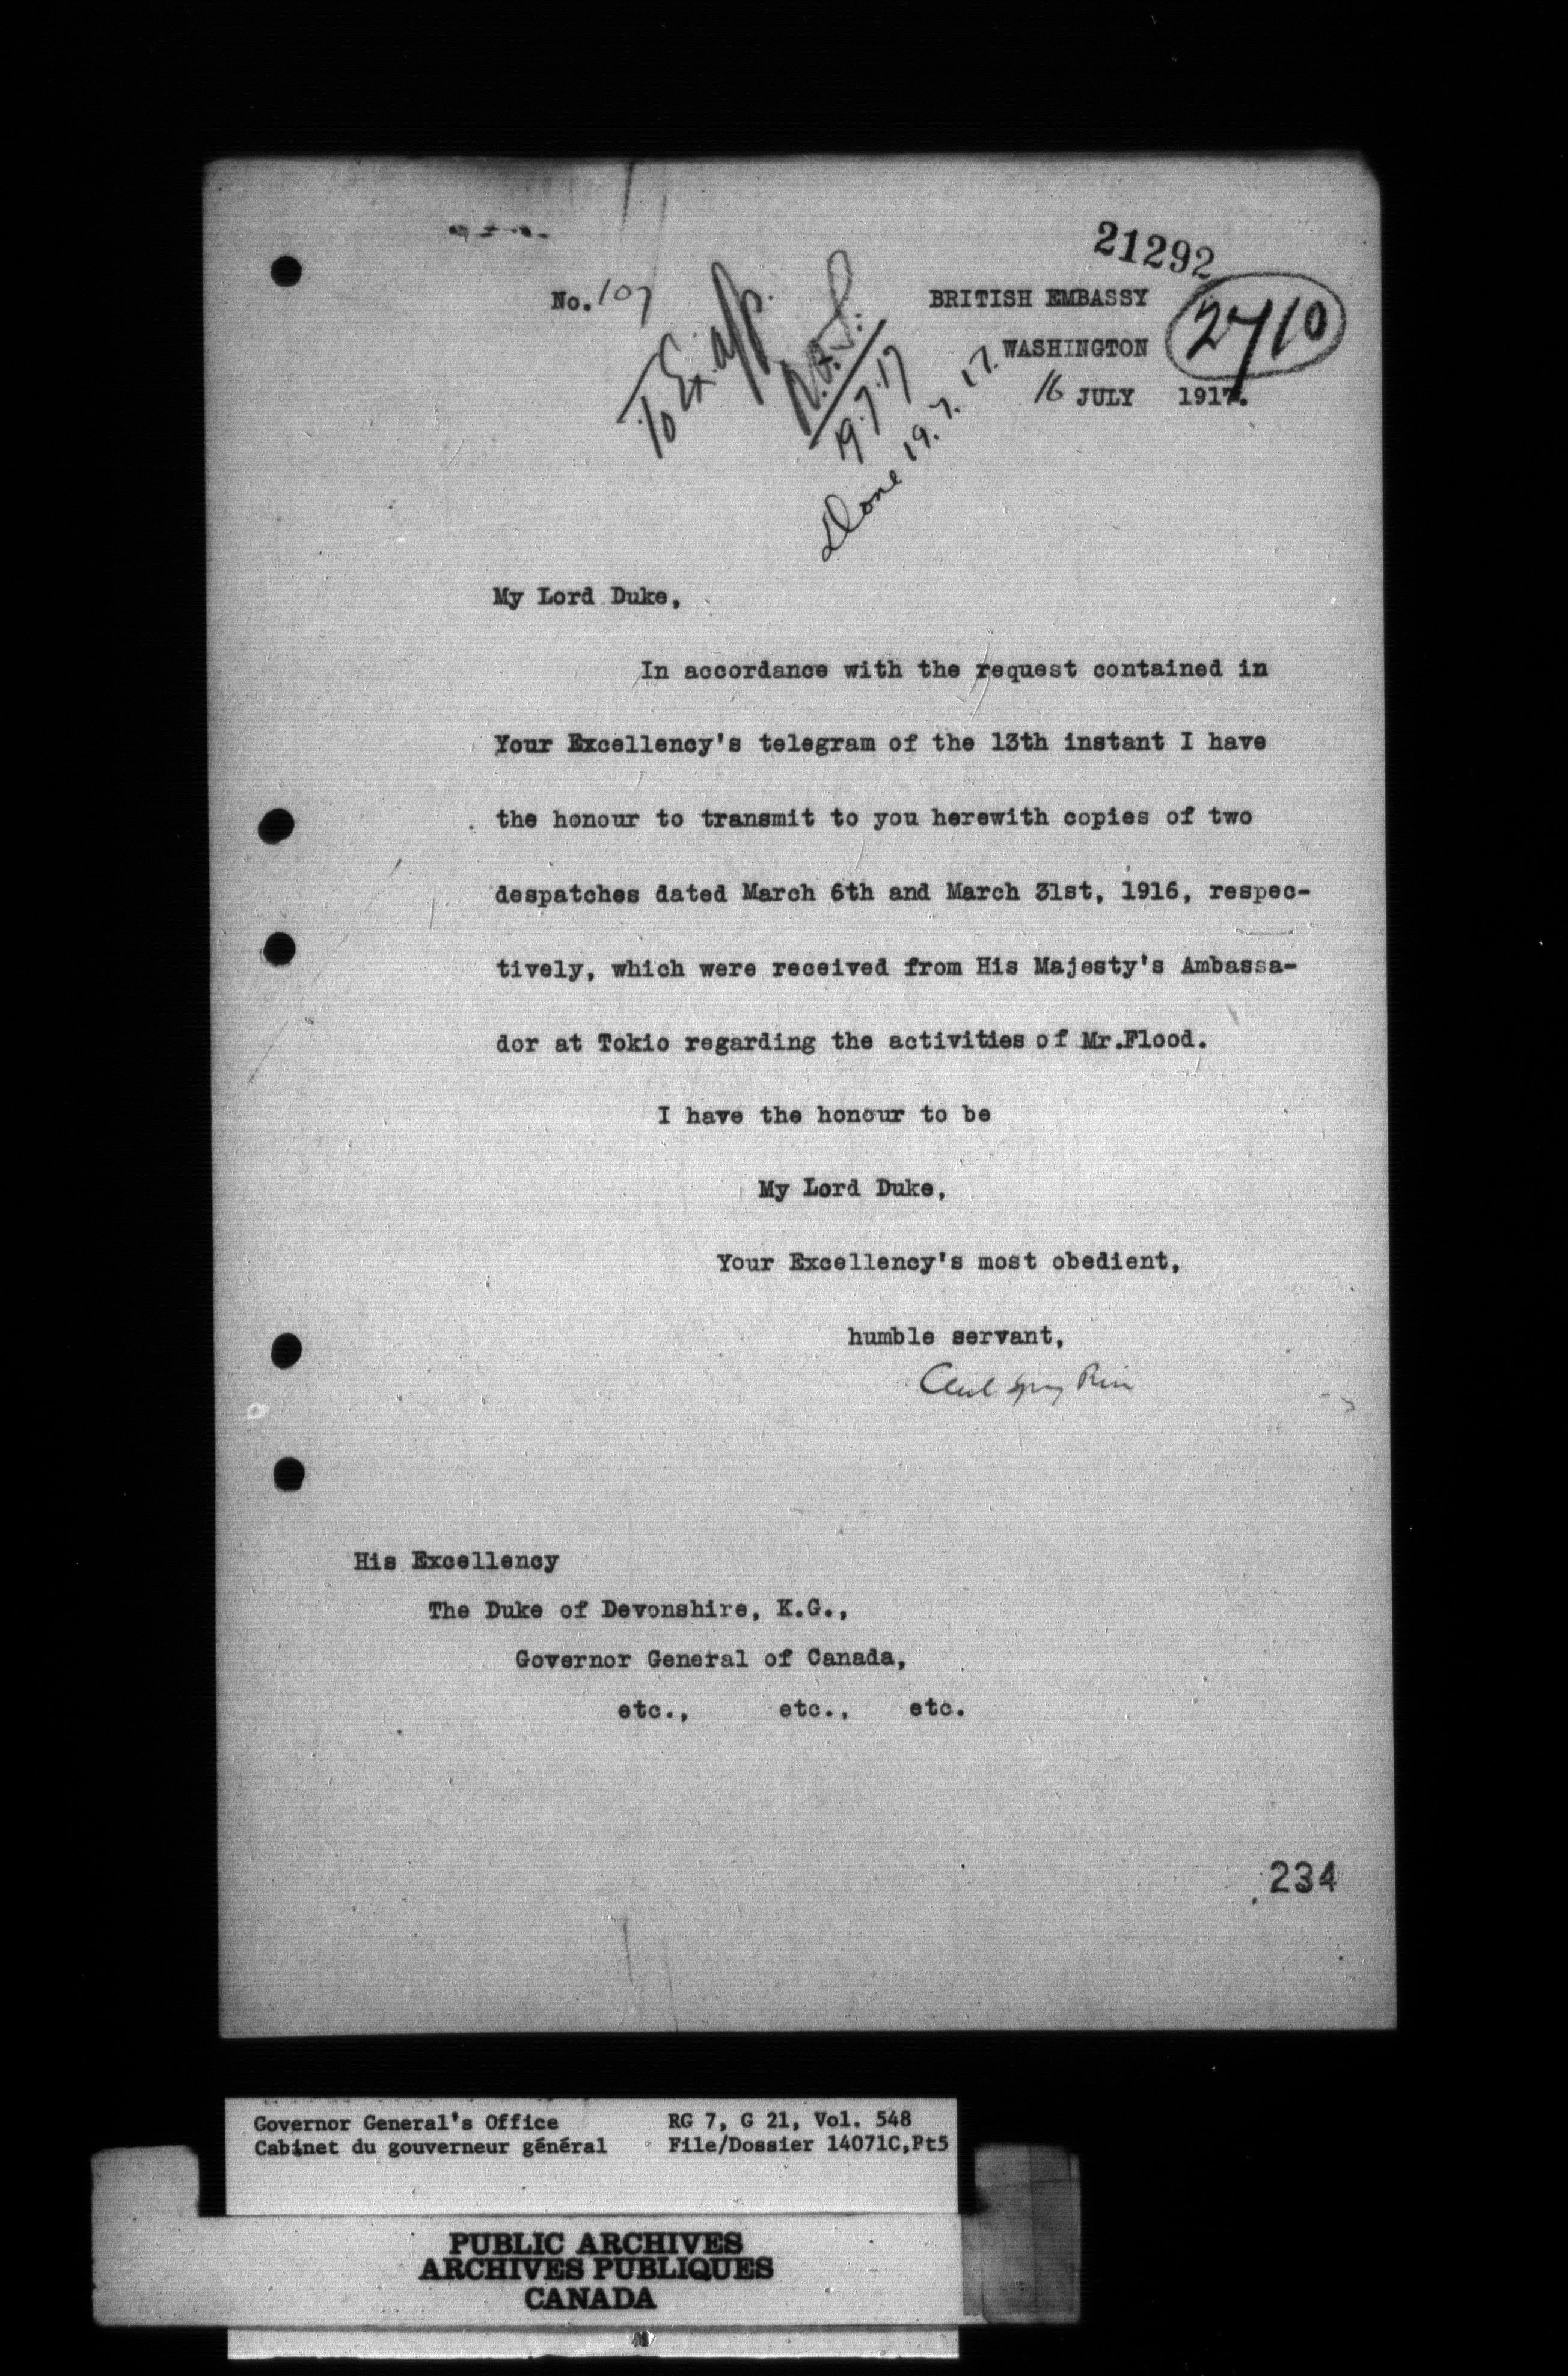 21292
No. 107
BRITISH EMBASSY
2710
WASHINGTON
16 JULY 1917.
To Ex. aff.
19.7.17
Done 19.7.17.
My Lord Duke,
In accordance with the request contained in
Your Excellency's telegram of the 13th instant I have
the honour to transmit to you herewith copies of two
despatches dated March 6th and March 31st, 1916, respec-
tively, which were received from His Majesty's Ambassa-
dor at Tokio regarding the activities of Mr.Flood.
I have the honour to be
My Lord Duke,
Your Excellency's most obedient,
humble servant,
Cecil Spring Rice
His Excellency
The Duke of Devonshire, K.G.,
Governor General of Canada,
etc., etc., etc.
234
Governor General's Office RG 7, G 21, Vol. 548
Cabinet du gouverneur général File/Dossier 14071C,Pt5
PUBLIC ARCHIVES
ARCHIVES PUBLIQUES
CANADA